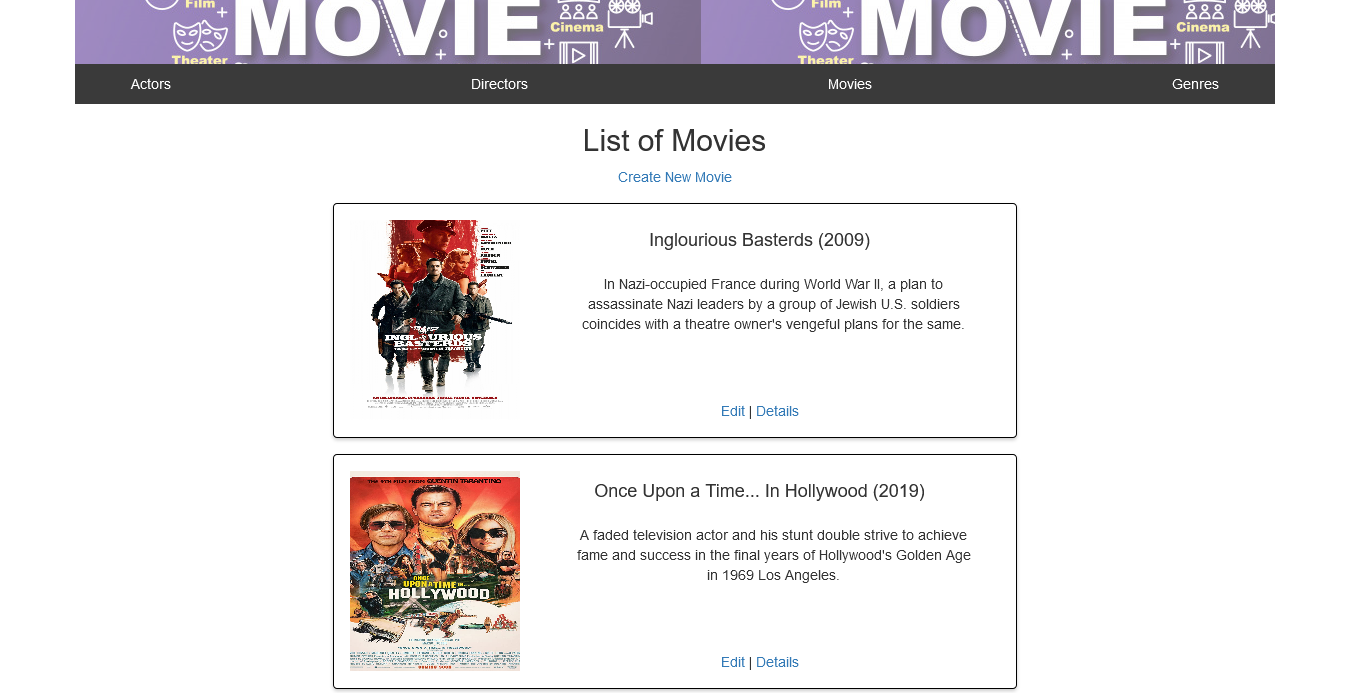 Film
MOVIE
Cinema
Theater
Film
MOVIE
Cinema
Theater
Actors
Directors
Movies
Genres
List of Movies
Create New Movie
Inglourious Basterds (2009)
In Nazi-occupied France during World War II, a plan to
assassinate Nazi leaders by a group of Jewish U.S. soldiers
coincides with a theatre owner's vengeful plans for the same.
INGLOURIOUS
BASTERDS
Edit | Details
Once Upon a Time... In Hollywood (2019)
A faded television actor and his stunt double strive to achieve
fame and success in the final years of Hollywood's Golden Age
in 1969 Los Angeles.
THE 9TH FILM FROM QUENTIN TARANTINO
ONCE
UPON A TIME IN...
HOLLYWOOD
COMING SOON
Edit | Details